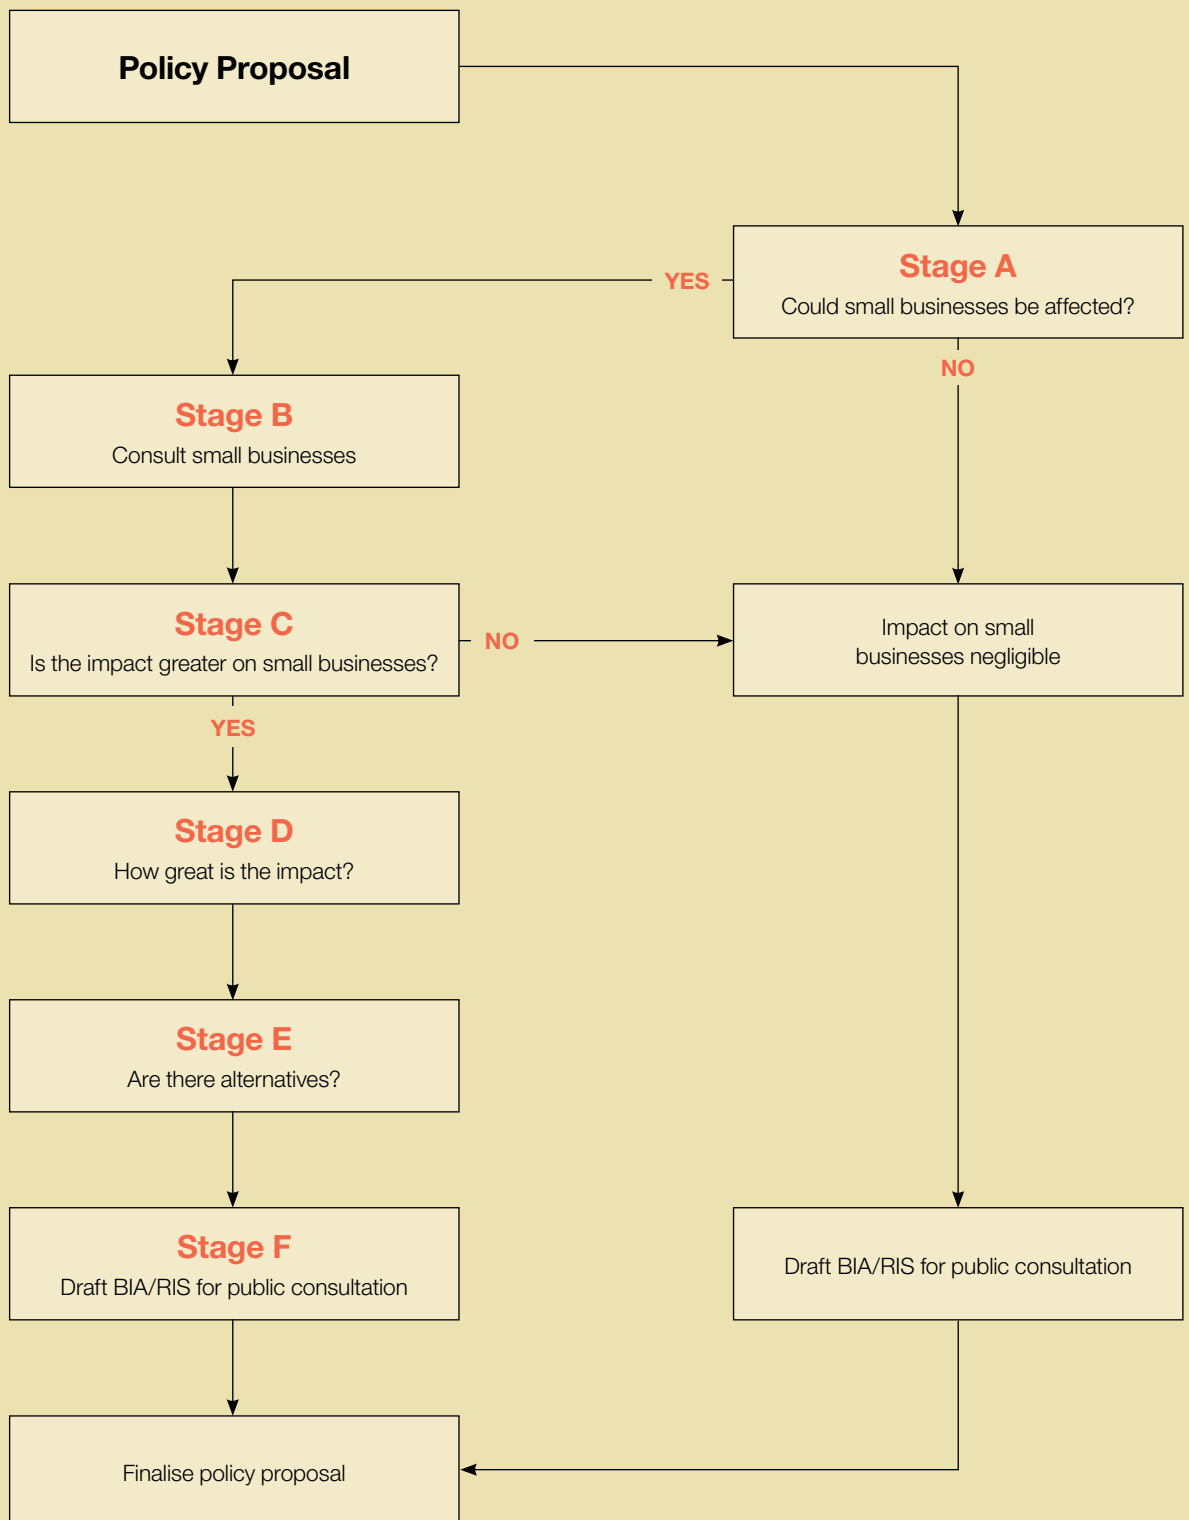 Policy Proposal
Stage A
Could small businesses be affected?
YES
NO
Stage B
Consult small businesses
Stage C
Is the impact greater on small businesses?
NO
Impact on small
businesses negligible
YES
Stage D
How great is the impact?
Stage E
Are there alternatives?
Stage F
Draft BIA/RIS for public consultation
Draft BIA/RIS for public consultation
Finalise policy proposal